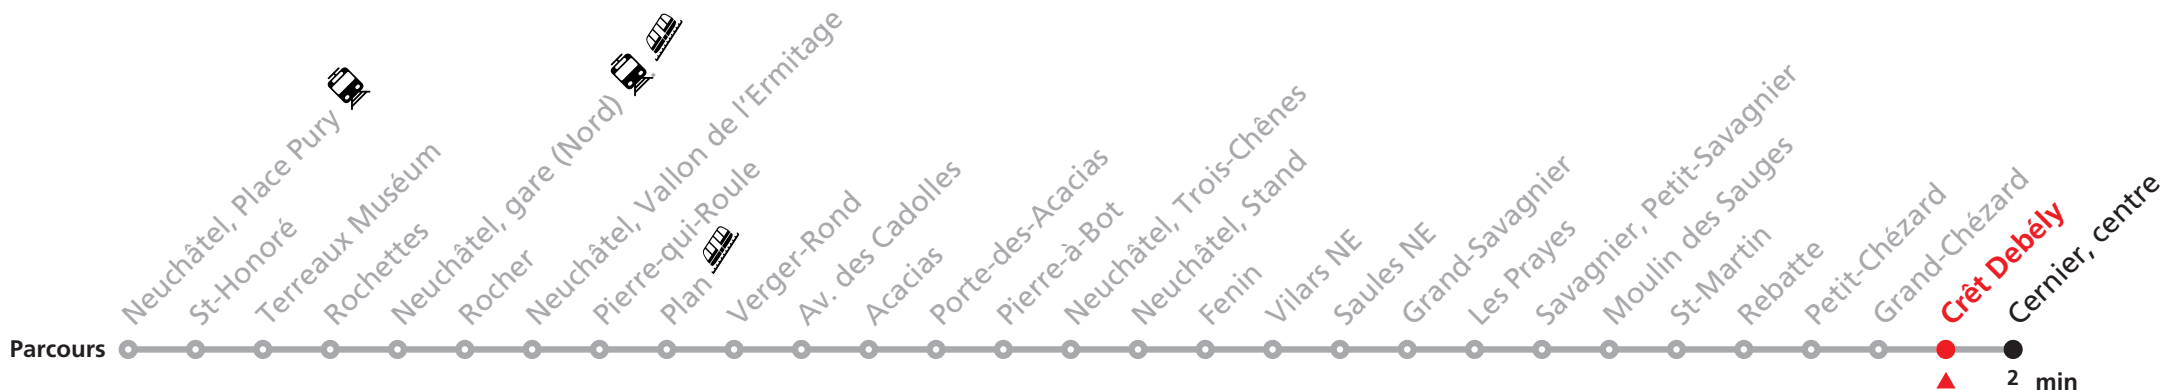 Neuchâtel, Place Pury
St-Honoré
Terreaux Muséum
Rochettes
Neuchâtel, gare (Nord)
Rocher
Neuchâtel, Vallon de l'Ermitage
Pierre-qui-Roule
Plan
Verger-Rond
Av. des Cadolles
Acacias
Porte-des-Acacias
Pierre-à-Bot
Neuchâtel, Trois-Chênes
Neuchâtel, Stand
Fenin
Vilars NE
Saules NE
Grand-Savagnier
Les Prayes
Savagnier, Petit-Savagnier
Moulin des Sauges
St-Martin
Rebatte
Petit-Chézard
Grand-Chézard
Crêt Debély
Cernier, centre
Parcours
2 min